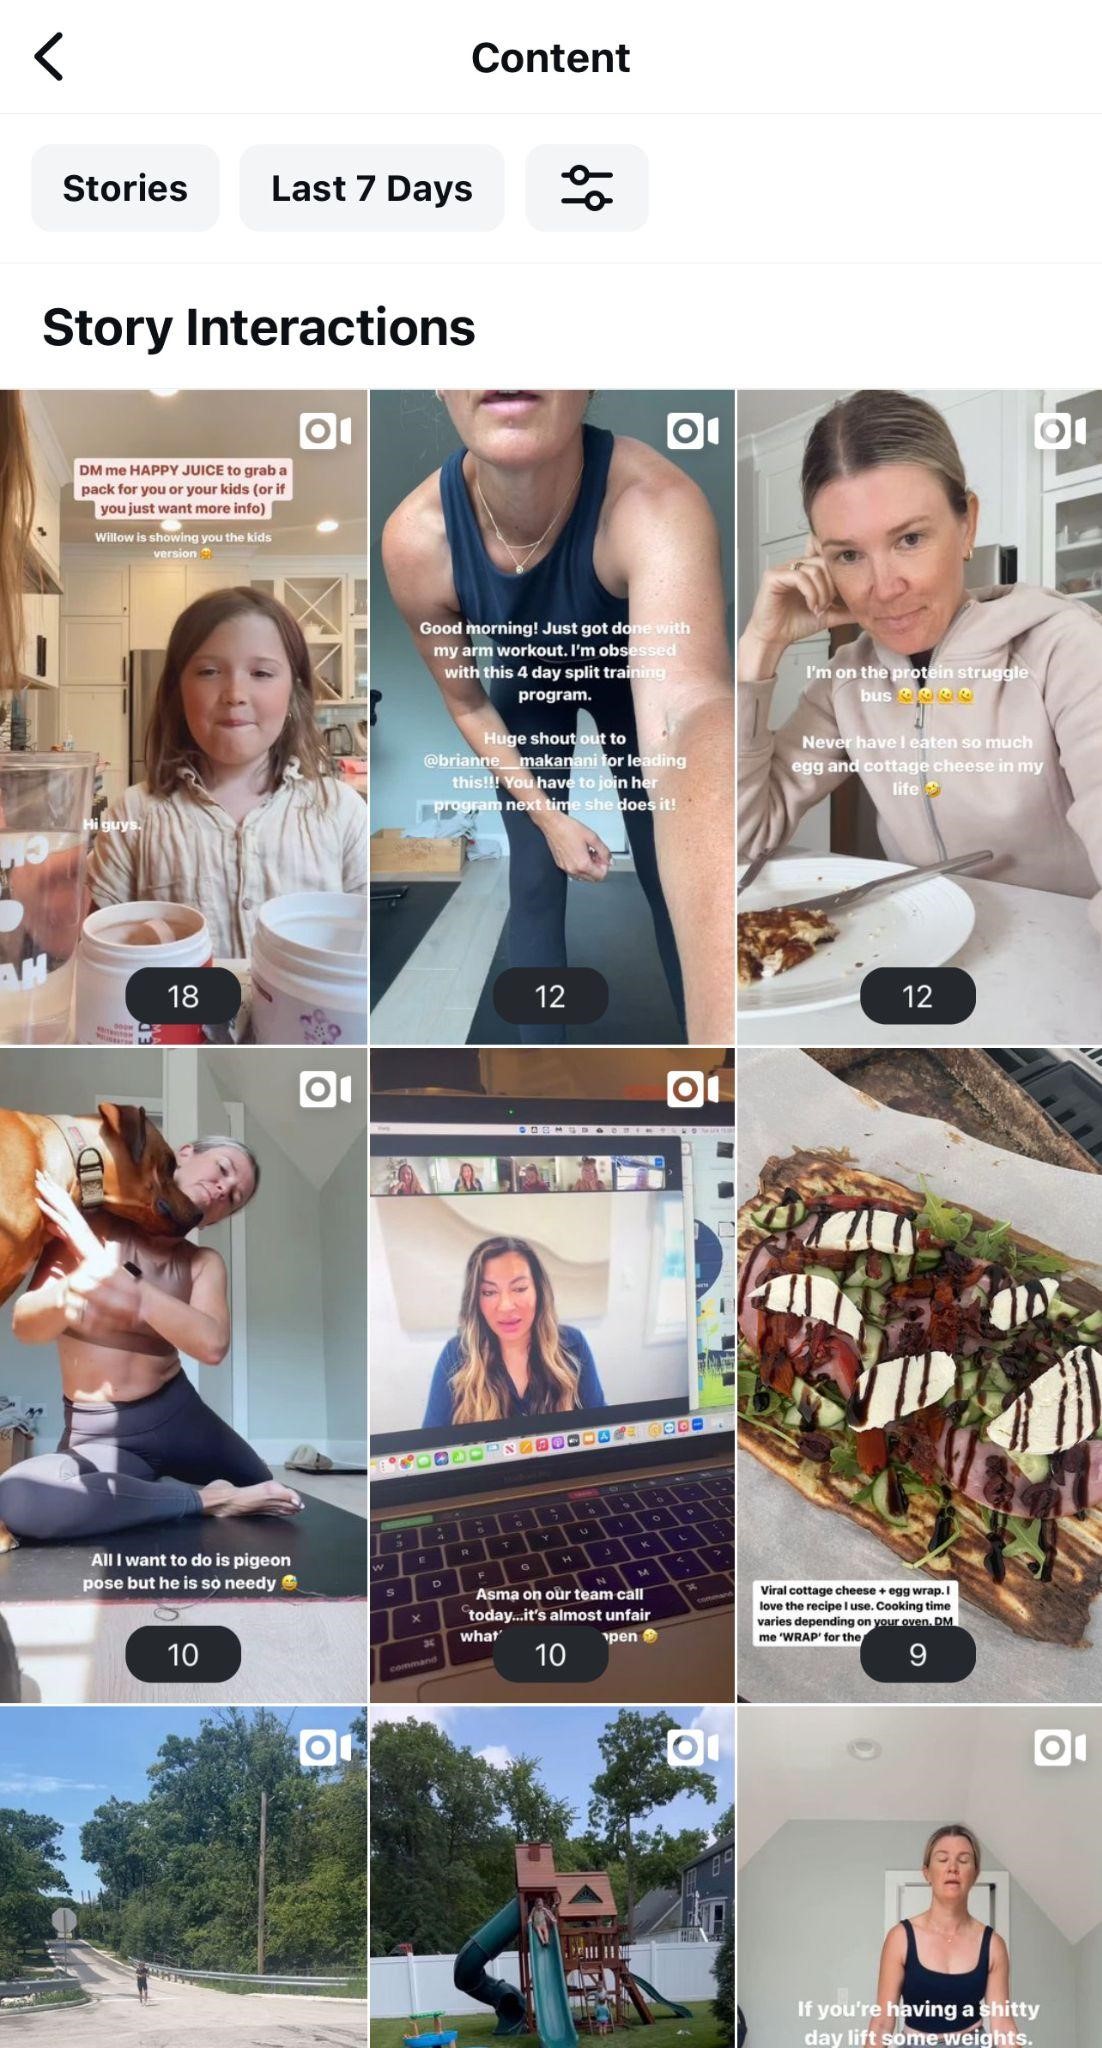 Content
Stories
Last 7 Days
Story Interactions
DM me HAPPY JUICE to grab a
pack for you or your kids (or if
you just want more info)
Willow is showing you the kids
version 🤗
Hi guys.
18
Good morning! Just got done with
my arm workout. I'm obsessed
with this 4 day split training
program.
Huge shout out to
@brianne__makanani for leading
this!!! You have to join her
program next time she does it!
12
I'm on the protein struggle
bus 🫠🫠🫠🫠
Never have I eaten so much
egg and cottage cheese in my
life 🤣
12
All I want to do is pigeon
pose but he is so needy 😅
10
Asma on our team call
today...it's almost unfair
what
open 🤣
10
Viral cottage cheese + egg wrap. I
love the recipe I use. Cooking time
varies depending on your oven. DM
me 'WRAP' for the
9
If you're having a shitty
day lift some weights.